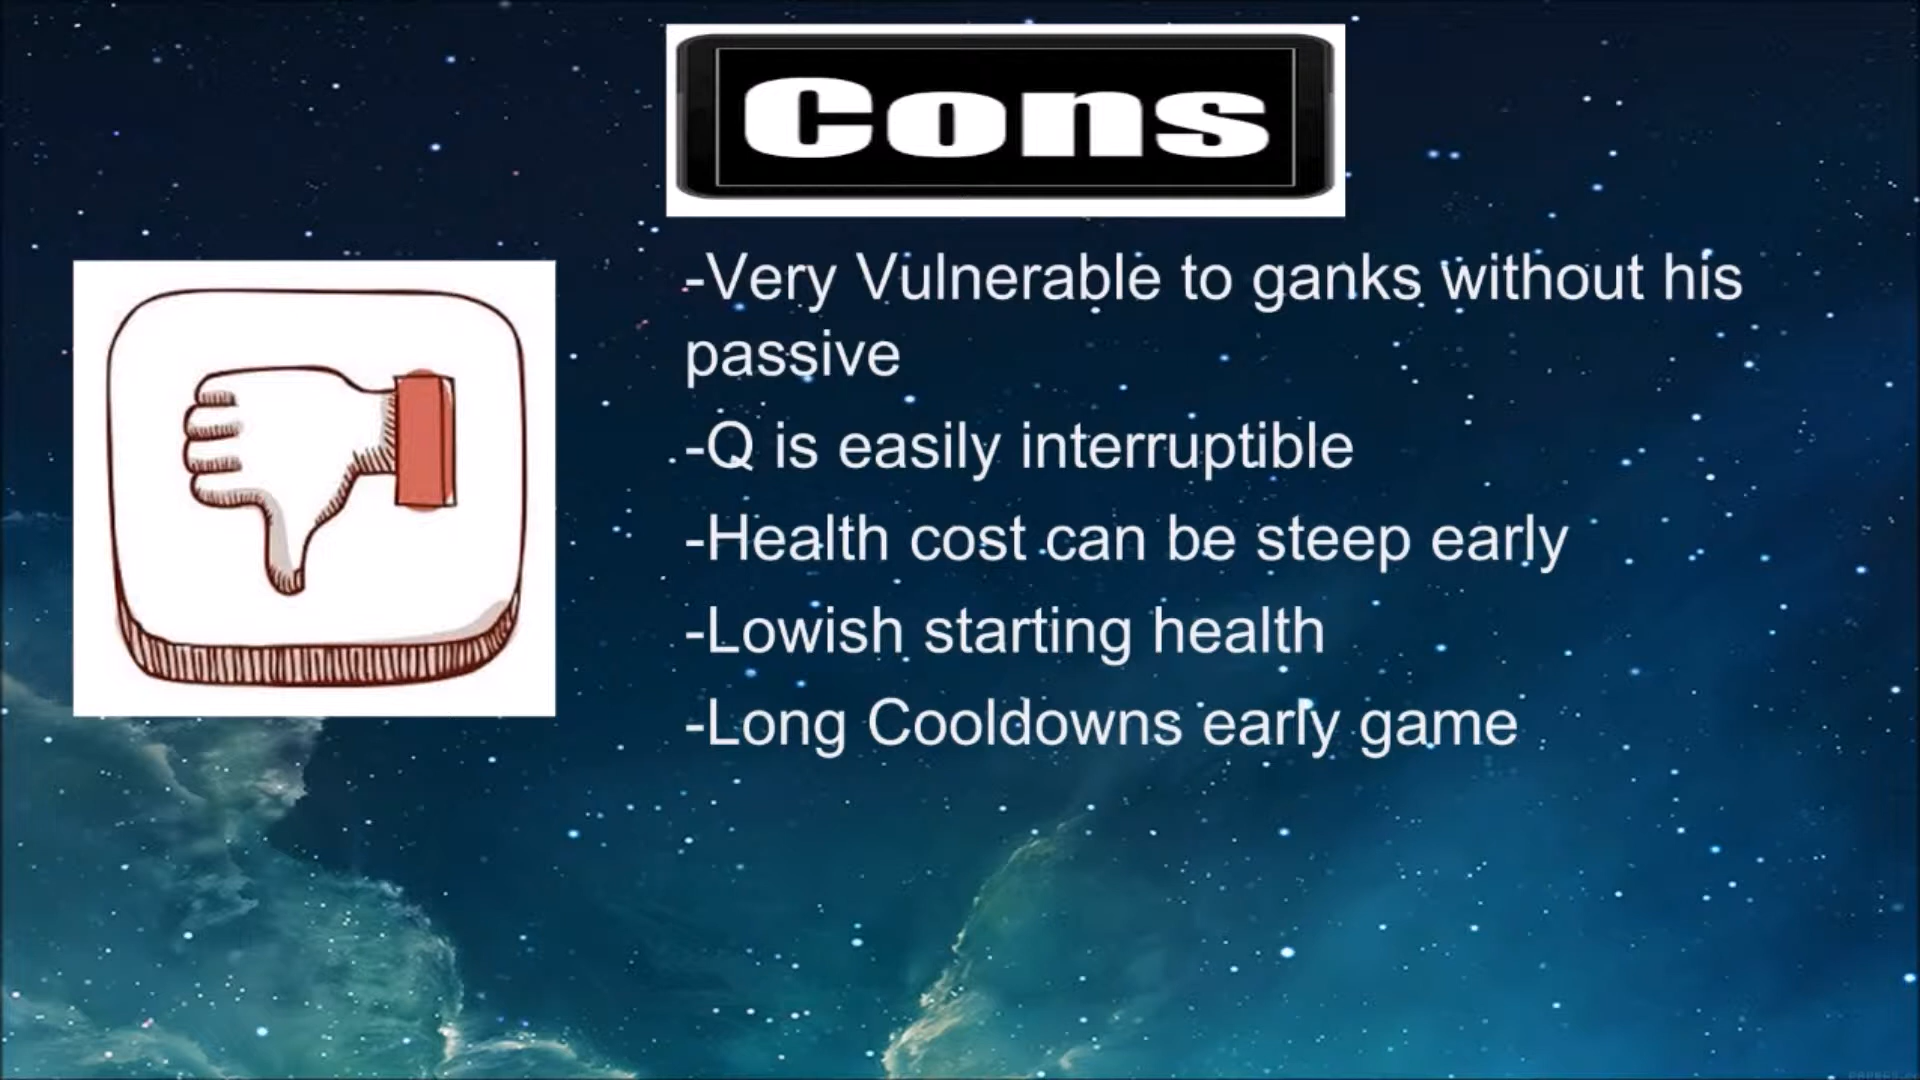 Cons
-Very Vulnerable to ganks without his
passive
-Q is easily interruptible
-Health cost can be steep early
-Lowish starting health
-Long Cooldowns early game